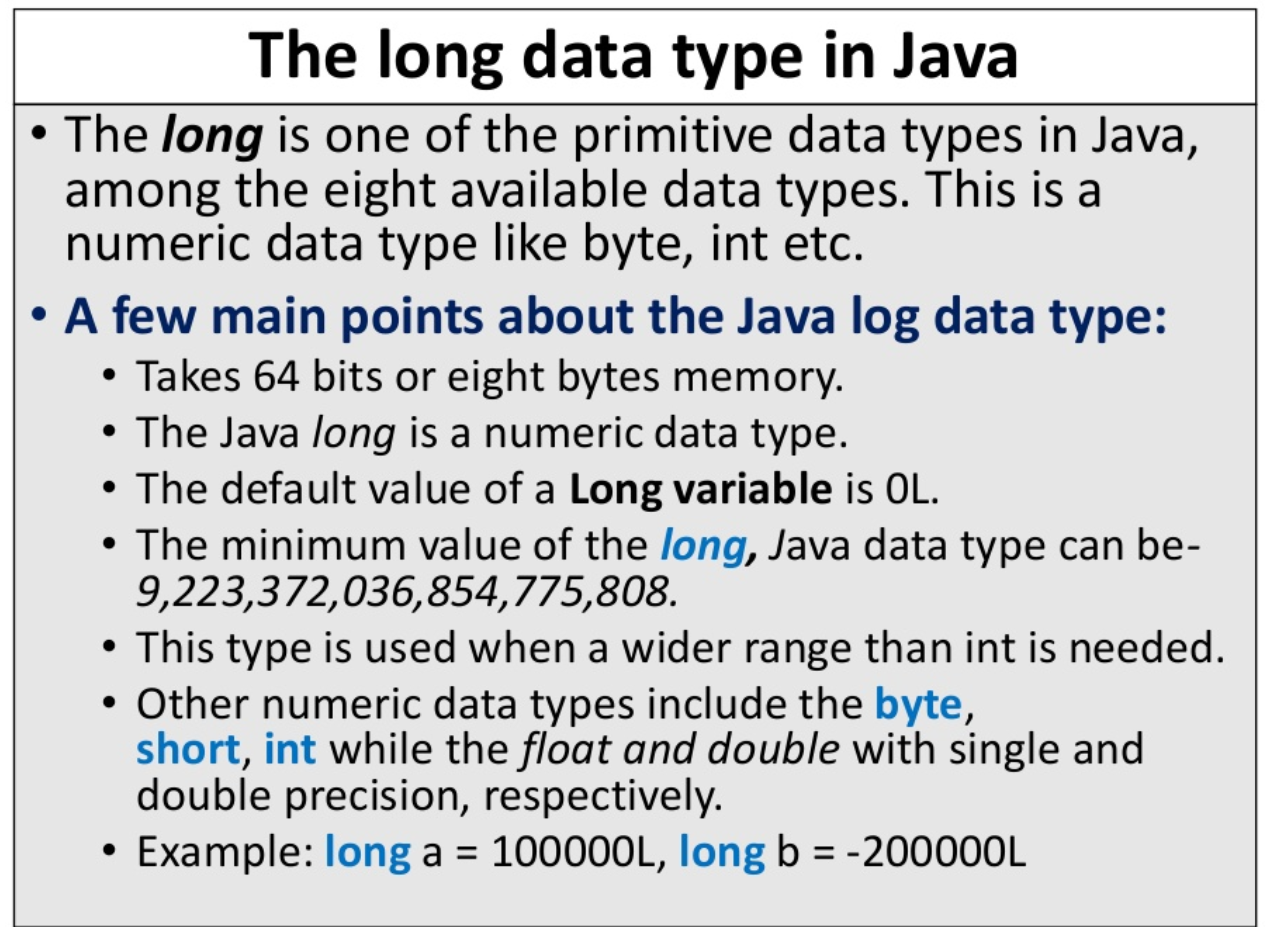 The long data type in Java
• The long is one of the primitive data types in Java,
among the eight available data types. This is a
numeric data type like byte, int etc.
• A few main points about the Java log data type:
• Takes 64 bits or eight bytes memory.
• The Java long is a numeric data type.
• The default value of a Long variable is 0L.
• The minimum value of the long, Java data type can be-
9,223,372,036,854,775,808.
• This type is used when a wider range than int is needed.
• Other numeric data types include the byte,
short, int while the float and double with single and
double precision, respectively.
• Example: long a = 100000L, long b = -200000L